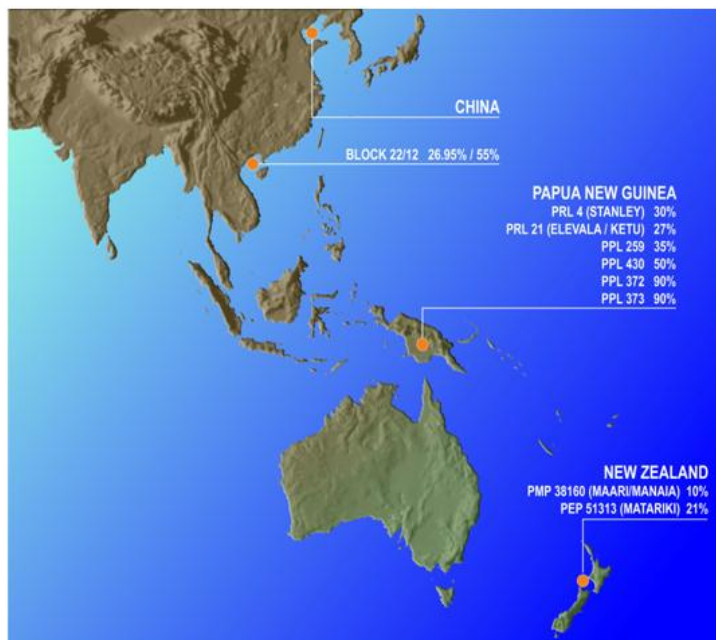 CHINA
BLOCK 22/12 26.95% / 55%
PAPUA NEW GUINEA
PRL 4 (STANLEY) 30%
PRL 21 (ELEVALA / KETU) 27%
PPL 259 35%
PPL 430 50%
PPL 372 90%
PPL 373 90%
NEW ZEALAND
PMP 38160 (MAARI/MANAIA) 10%
PEP 51313 (MATARIKI) 21%